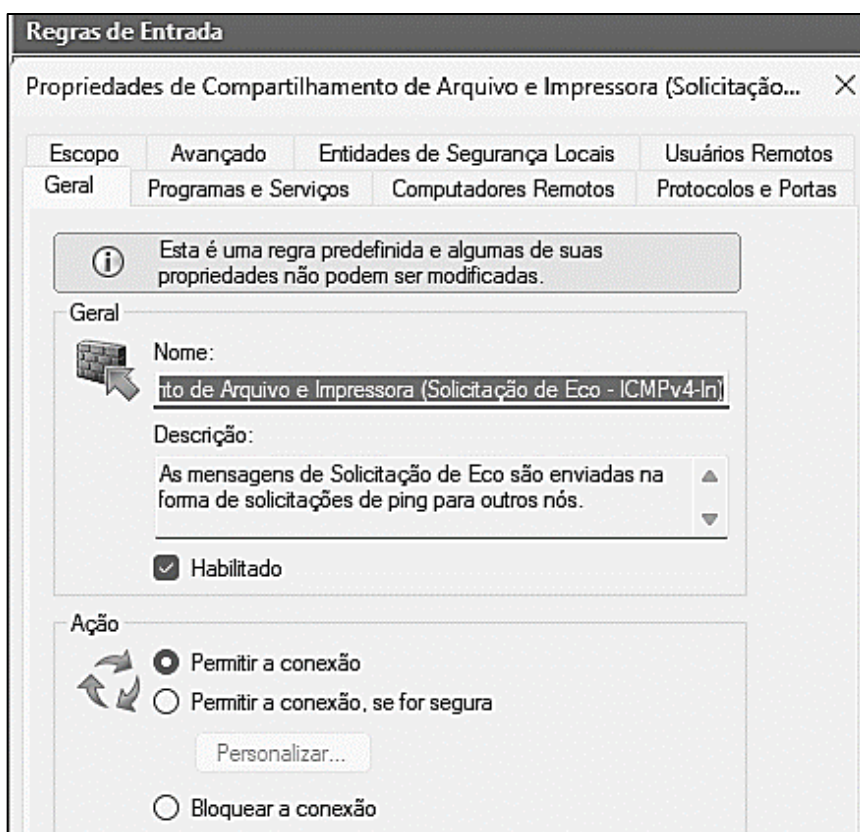 Regras de Entrada
Propriedades de Compartilhamento de Arquivo e Impressora (Solicitação...
Escopo Avançado Entidades de Segurança Locais Usuários Remotos
Geral Programas e Serviços Computadores Remotos Protocolos e Portas
Esta é uma regra predefinida e algumas de suas
propriedades não podem ser modificadas.
Geral
Nome:
de Arquivo e Impressora (Solicitação de Eco - ICMPv4-In)
Descrição:
As mensagens de Solicitação de Eco são enviadas na
forma de solicitações de ping para outros nós.
Habilitado
Ação
Permitir a conexão
Permitir a conexão, se for segura
Personalizar...
Bloquear a conexão